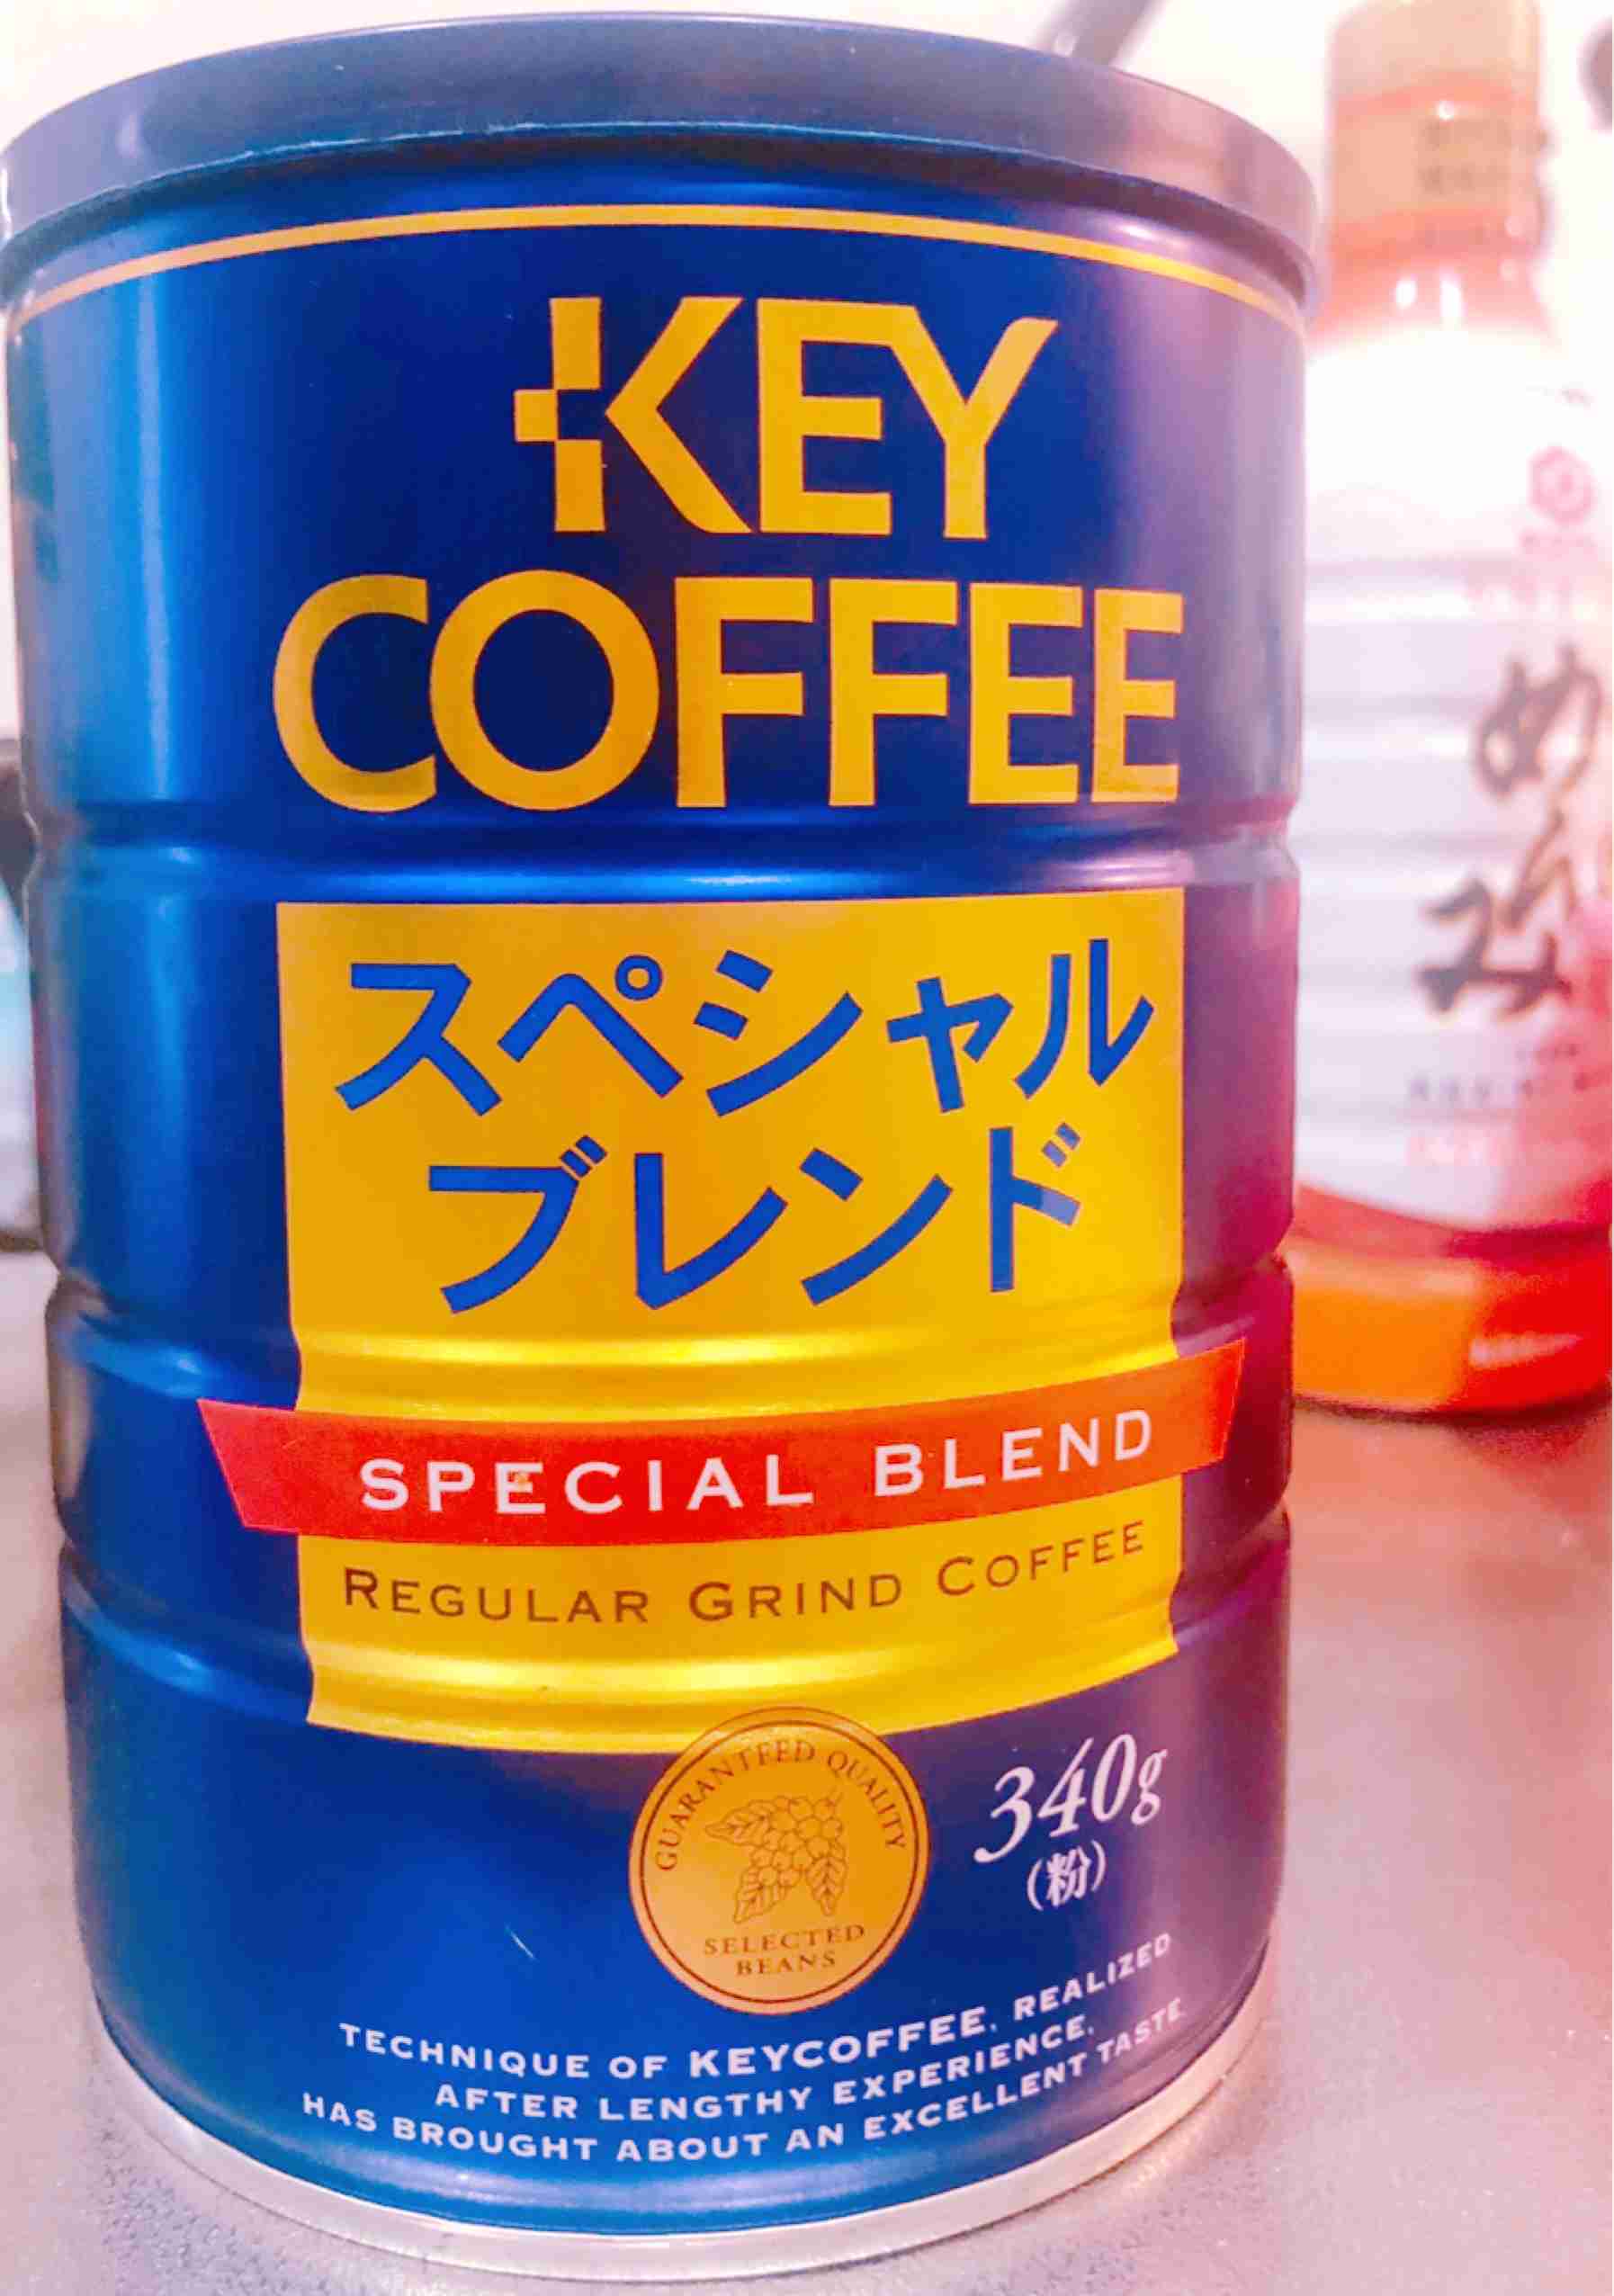 KEY
COFFEE
スペシャル
ブレンド
SPECIAL BLEND
REGULAR GRIND COFFEE
GUARANTEED QUALITY
SELECTED
BEANS
340g
(粉)
TECHNIQUE OF KEYCOFFEE, REALIZED
AFTER LENGTHY EXPERIENCE,
HAS BROUGHT ABOUT AN EXCELLENT TASTE
めんみ